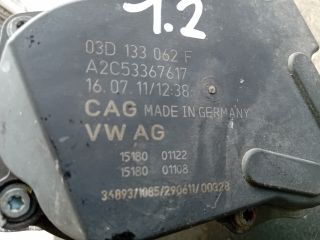 1.2
03D 133 062 F
A2C53367617
16.07.11/12:38
CAG MADE IN GERMANY
VW AG
15180 01122
15180 01108
34893/1085/290611/00328